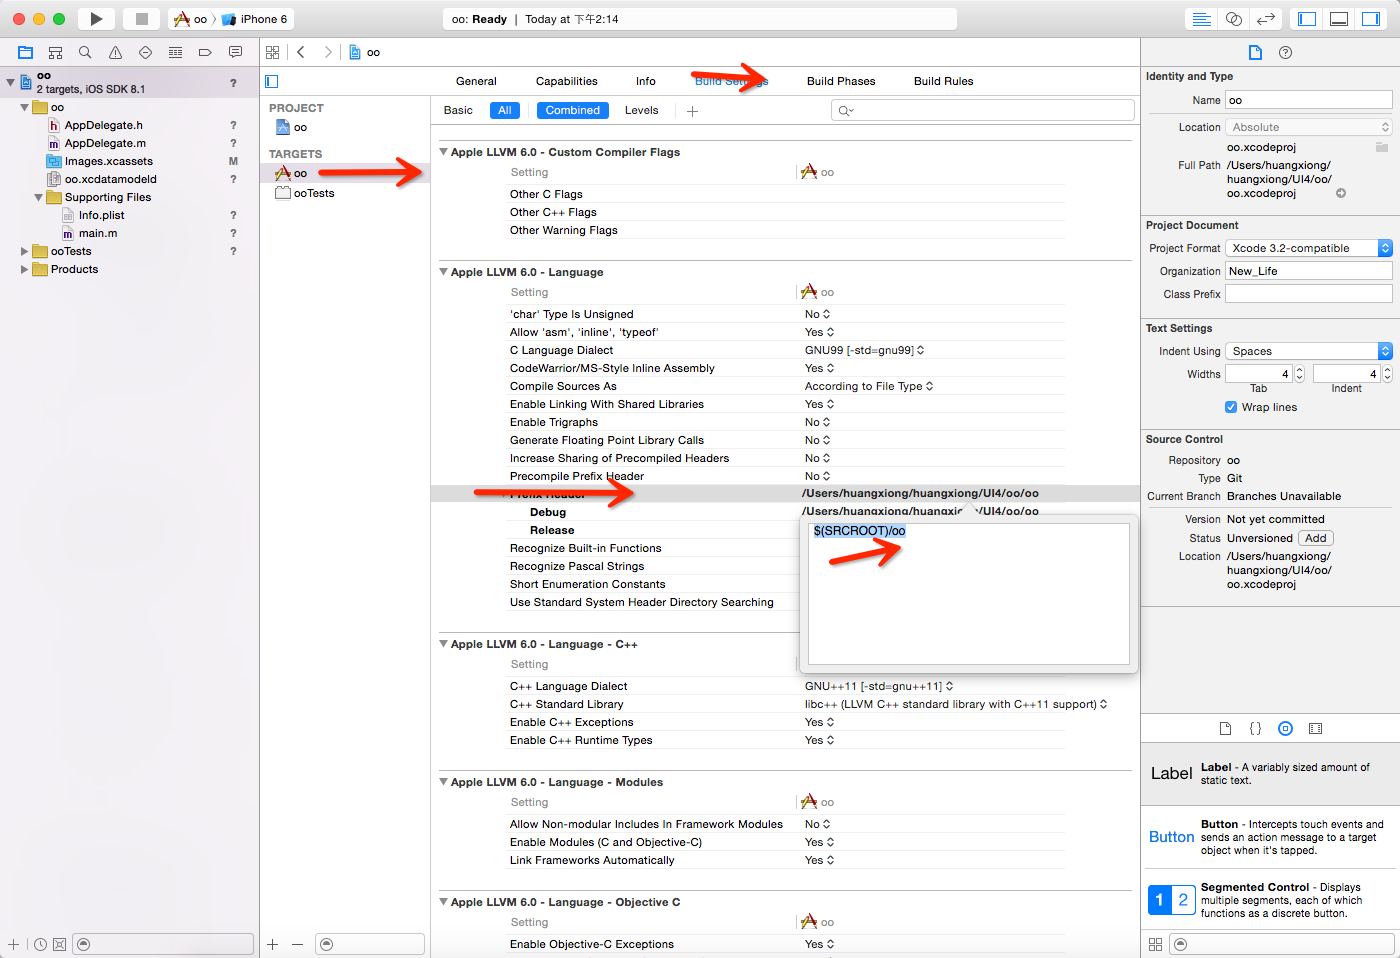 oo
iPhone 6
oo: Ready | Today at 下午2:14
oo
oo
?
2 targets, iOS SDK 8.1
oo
AppDelegate.h
?
AppDelegate.m
?
Images.xcassets
M
oo.xcdatamodeld
?
Supporting Files
Info.plist
?
main.m
?
ooTests
?
Products
General
Capabilities
Info
Build Settings
Build Phases
Build Rules
PROJECT
oo
TARGETS
oo
ooTests
Basic
All
Combined
Levels
Apple LLVM 6.0 - Custom Compiler Flags
Setting
oo
Other C Flags
Other C++ Flags
Other Warning Flags
Apple LLVM 6.0 - Language
Setting
oo
'char' Type Is Unsigned
No
Allow 'asm', 'inline', 'typeof'
Yes
C Language Dialect
GNU99 [-std=gnu99]
CodeWarrior/MS-Style Inline Assembly
Yes
Compile Sources As
According to File Type
Enable Linking With Shared Libraries
Yes
Enable Trigraphs
No
Generate Floating Point Library Calls
No
Increase Sharing of Precompiled Headers
No
Precompile Prefix Header
No
Prefix Header
/Users/huangxiong/huangxiong/UI4/oo/oo
Debug
/Users/huangxiong/huangxiong/UI4/oo/oo
Release
$(SRCROOT)/oo
Recognize Built-in Functions
Recognize Pascal Strings
Short Enumeration Constants
Use Standard System Header Directory Searching
Apple LLVM 6.0 - Language - C++
Setting
C++ Language Dialect
GNU++11 [-std=gnu++11]
C++ Standard Library
libc++ (LLVM C++ standard library with C++11 support)
Enable C++ Exceptions
Yes
Enable C++ Runtime Types
Yes
Apple LLVM 6.0 - Language - Modules
Setting
oo
Allow Non-modular Includes In Framework Modules
No
Enable Modules (C and Objective-C)
Yes
Link Frameworks Automatically
Yes
Apple LLVM 6.0 - Language - Objective C
Setting
oo
Enable Objective-C Exceptions
Yes
Identity and Type
Name
oo
Location
Absolute
oo.xcodeproj
Full Path
/Users/huangxiong/
huangxiong/UI4/oo/
oo.xcodeproj
Project Document
Project Format
Xcode 3.2-compatible
Organization
New_Life
Class Prefix
Text Settings
Indent Using
Spaces
Widths
4
4
Tab
Indent
Wrap lines
Source Control
Repository
oo
Type
Git
Current Branch
Branches Unavailable
Version
Not yet committed
Status
Unversioned
Add
Location
/Users/huangxiong/
huangxiong/UI4/oo/
oo.xcodeproj
{ }
Label
Label - A variably sized amount of
static text.
Button
Button - Intercepts touch events and
sends an action message to a target
object when it's tapped.
1 2
Segmented Control - Displays
multiple segments, each of which
functions as a discrete button.